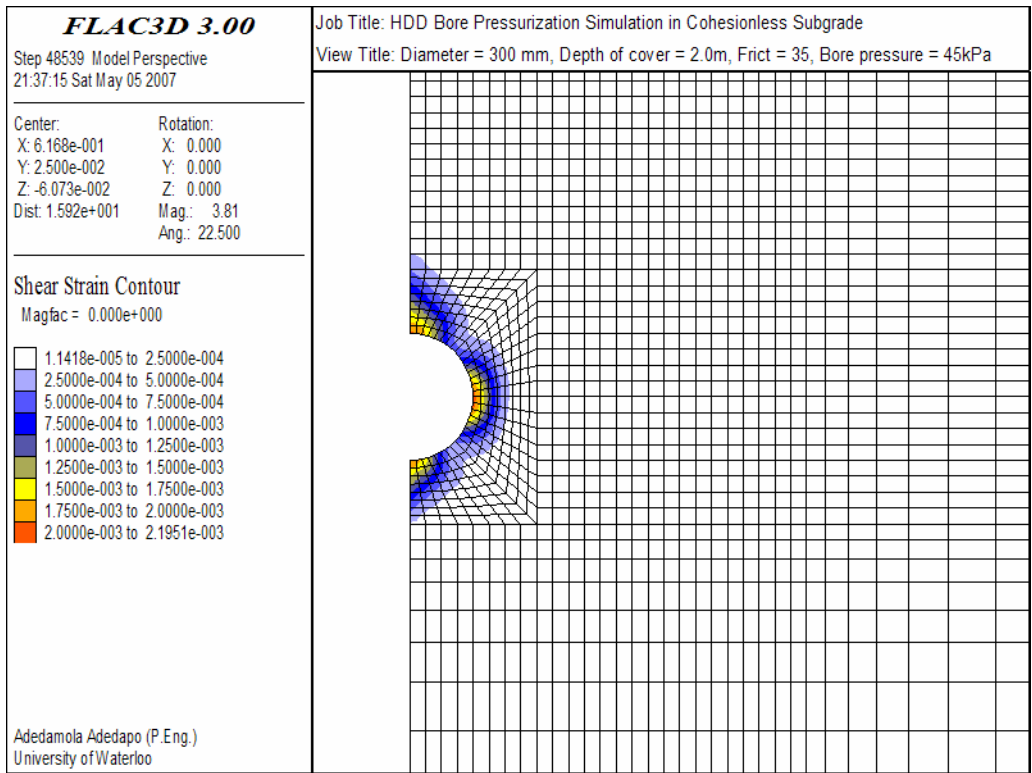 FLAC3D 3.00
Step 48539 Model Perspective
21:37:15 Sat May 05 2007
Center:
X: 6.168e-001
Y: 2.500e-002
Z: -6.073e-002
Dist: 1.592e+001
Rotation:
X: 0.000
Y: 0.000
Z: 0.000
Mag.: 3.81
Ang.: 22.500
Shear Strain Contour
Magfac = 0.000e+000
1.1418e-005 to 2.5000e-004
2.5000e-004 to 5.0000e-004
5.0000e-004 to 7.5000e-004
7.5000e-004 to 1.0000e-003
1.0000e-003 to 1.2500e-003
1.2500e-003 to 1.5000e-003
1.5000e-003 to 1.7500e-003
1.7500e-003 to 2.0000e-003
2.0000e-003 to 2.1951e-003
Adedamola Adedapo (P.Eng.)
University of Waterloo
Job Title: HDD Bore Pressurization Simulation in Cohesionless Subgrade
View Title: Diameter = 300 mm, Depth of cover = 2.0m, Frict = 35, Bore pressure = 45kPa